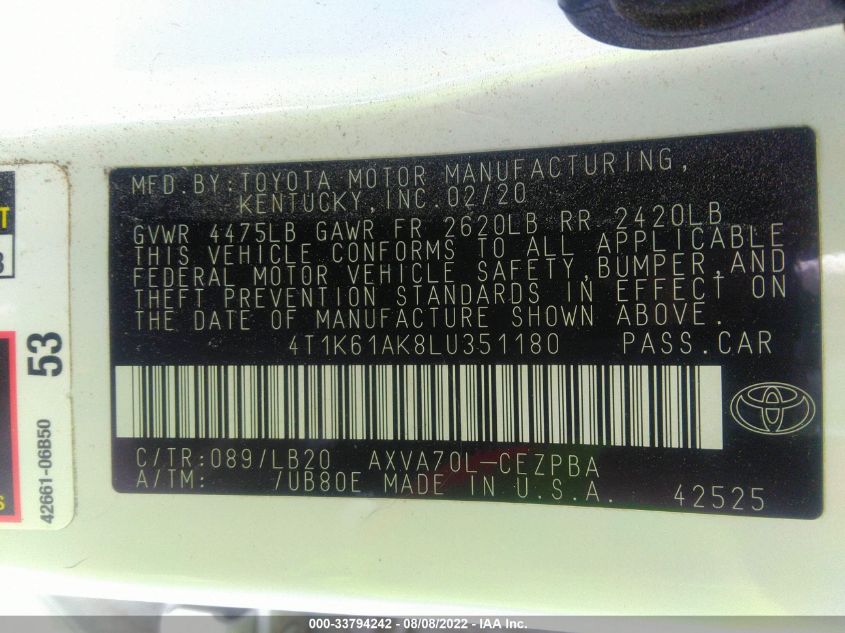 MFD.BY:TOYOTA MOTOR MANUFACTURING,
KENTUCKY,INC.02/20
GVWR 4475LB GAWR FR 2620LB RR 2420LB
THIS VEHICLE CONFORMS TO ALL APPLICABLE
FEDERAL MOTOR VEHICLE SAFETY,BUMPER,AND
THEFT PREVENTION STANDARDS IN EFFECT ON
THE DATE OF MANUFACTURE SHOWN ABOVE.
4T1K61AK8LU351180 PASS.CAR
C/TR:089/LB20 AXVA70L-CEZPBA
A/TM: /UB80E MADE IN U.S.A. 42525
53
42661-06B50
000-33794242 - 08/08/2022 - IAA Inc.